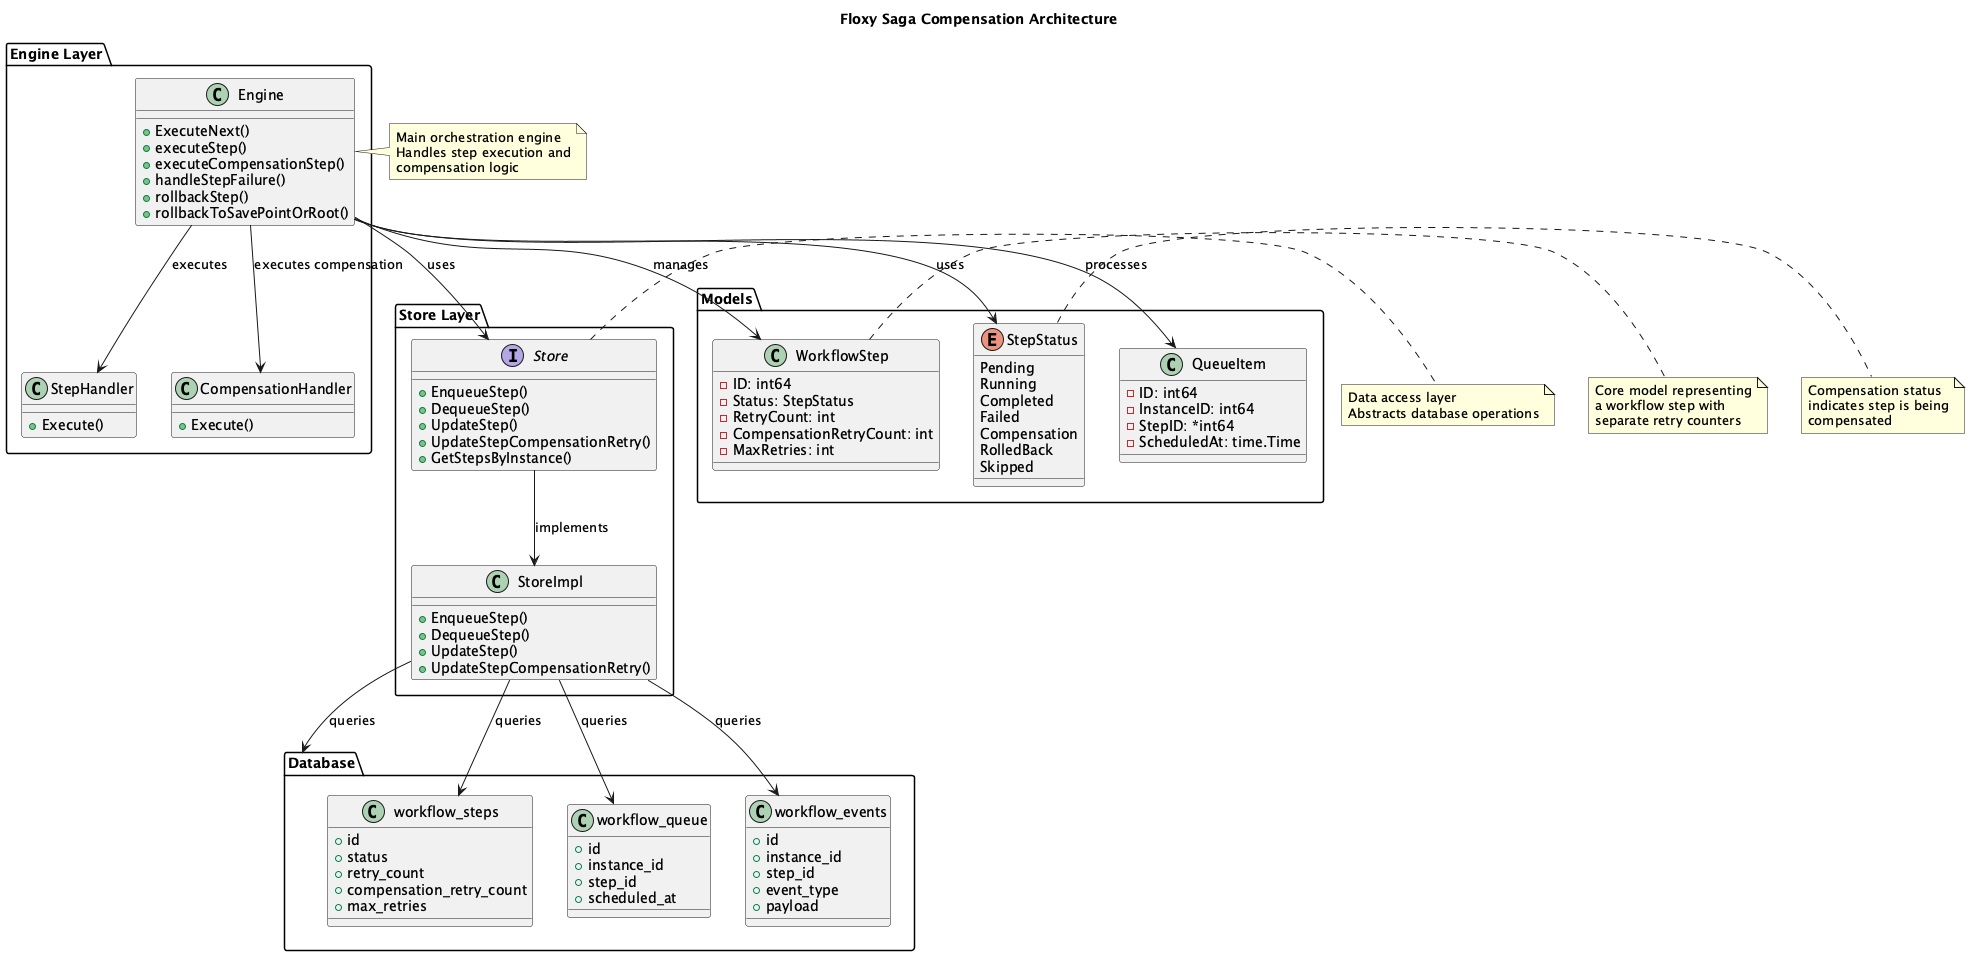 Floxy Saga Compensation Architecture
Engine Layer
C Engine
ExecuteNext()
executeStep()
executeCompensationStep()
handleStepFailure()
rollbackStep()
rollbackToSavePointOrRoot()
Main orchestration engine
Handles step execution and
compensation logic
executes
executes compensation
uses
manages
uses
processes
C StepHandler
Execute()
C CompensationHandler
Execute()
Store Layer
I Store
EnqueueStep()
DequeueStep()
UpdateStep()
UpdateStepCompensationRetry()
GetStepsByInstance()
implements
C StoreImpl
EnqueueStep()
DequeueStep()
UpdateStep()
UpdateStepCompensationRetry()
Models
C WorkflowStep
ID: int64
Status: StepStatus
RetryCount: int
CompensationRetryCount: int
MaxRetries: int
E StepStatus
Pending
Running
Completed
Failed
Compensation
RolledBack
Skipped
C QueueItem
ID: int64
InstanceID: int64
StepID: *int64
ScheduledAt: time.Time
Data access layer
Abstracts database operations
Core model representing
a workflow step with
separate retry counters
Compensation status
indicates step is being
compensated
queries
queries
queries
queries
Database
C workflow_steps
id
status
retry_count
compensation_retry_count
max_retries
C workflow_queue
id
instance_id
step_id
scheduled_at
C workflow_events
id
instance_id
step_id
event_type
payload